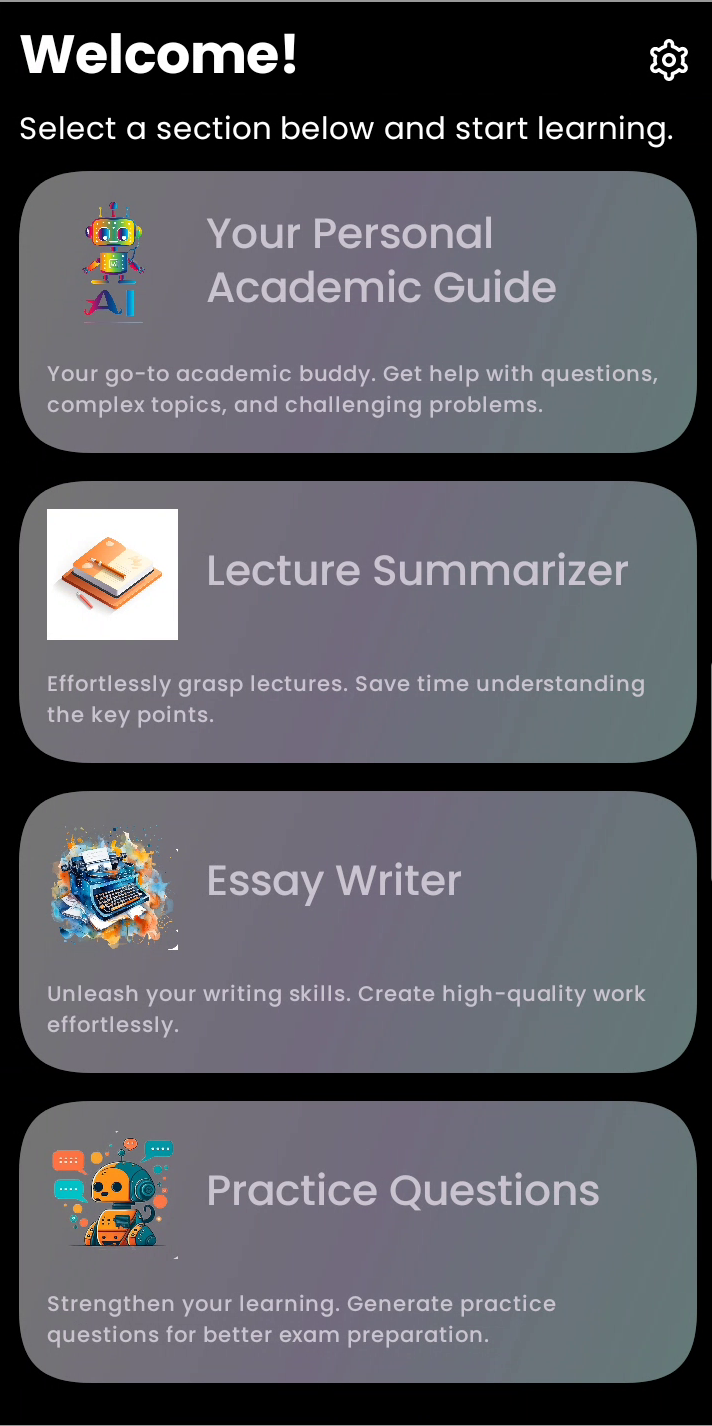 Welcome!
Select a section below and start learning.
AI
Your Personal
Academic Guide
Your go-to academic buddy. Get help with questions,
complex topics, and challenging problems.
Lecture Summarizer
Effortlessly grasp lectures. Save time understanding
the key points.
Essay Writer
Unleash your writing skills. Create high-quality work
effortlessly.
Practice Questions
Strengthen your learning. Generate practice
questions for better exam preparation.